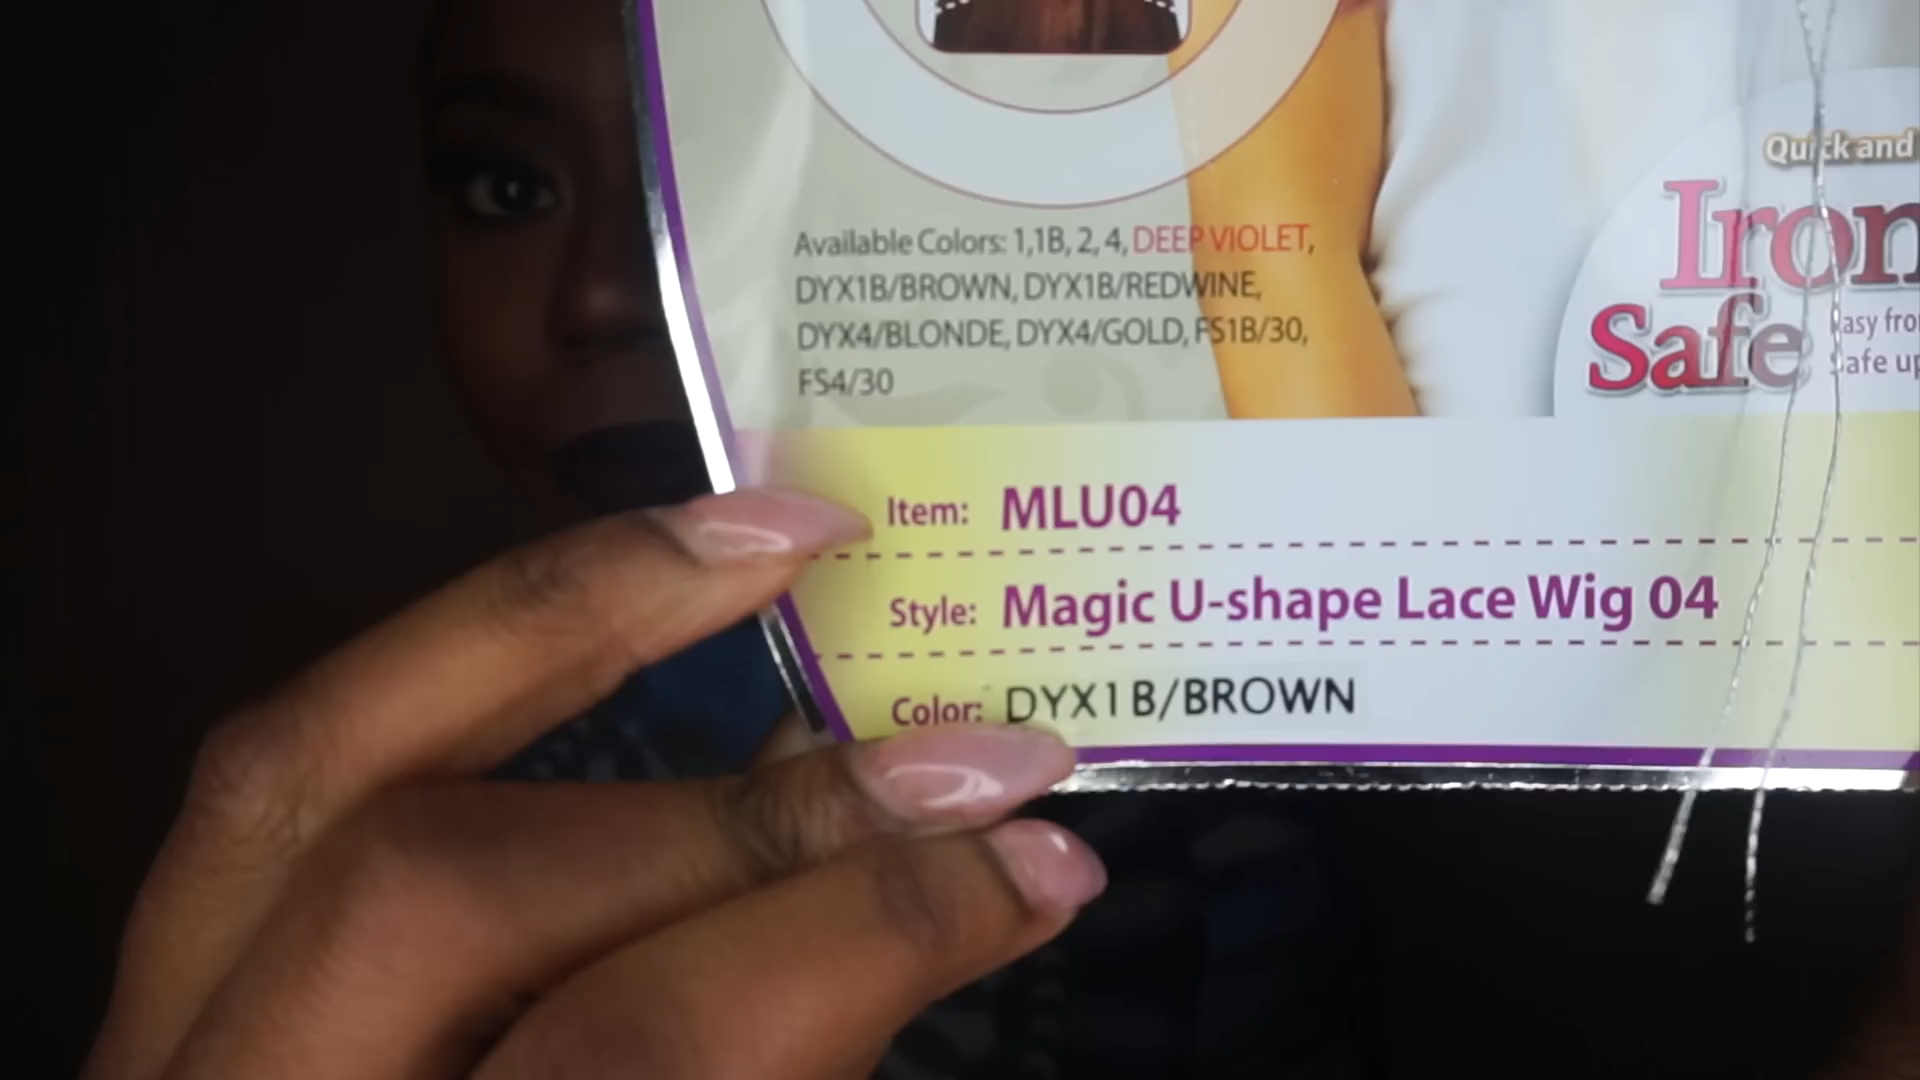 Available Colors: 1,1B, 2, 4, DEEP VIOLET,
DYX1B/BROWN, DYX1B/REDWINE,
DYX4/BLONDE, DYX4/GOLD, FS1B/30,
FS4/30
Quick and
Iron
Safe
Item: MLU04
Style: Magic U-shape Lace Wig 04
Color: DYX1B/BROWN